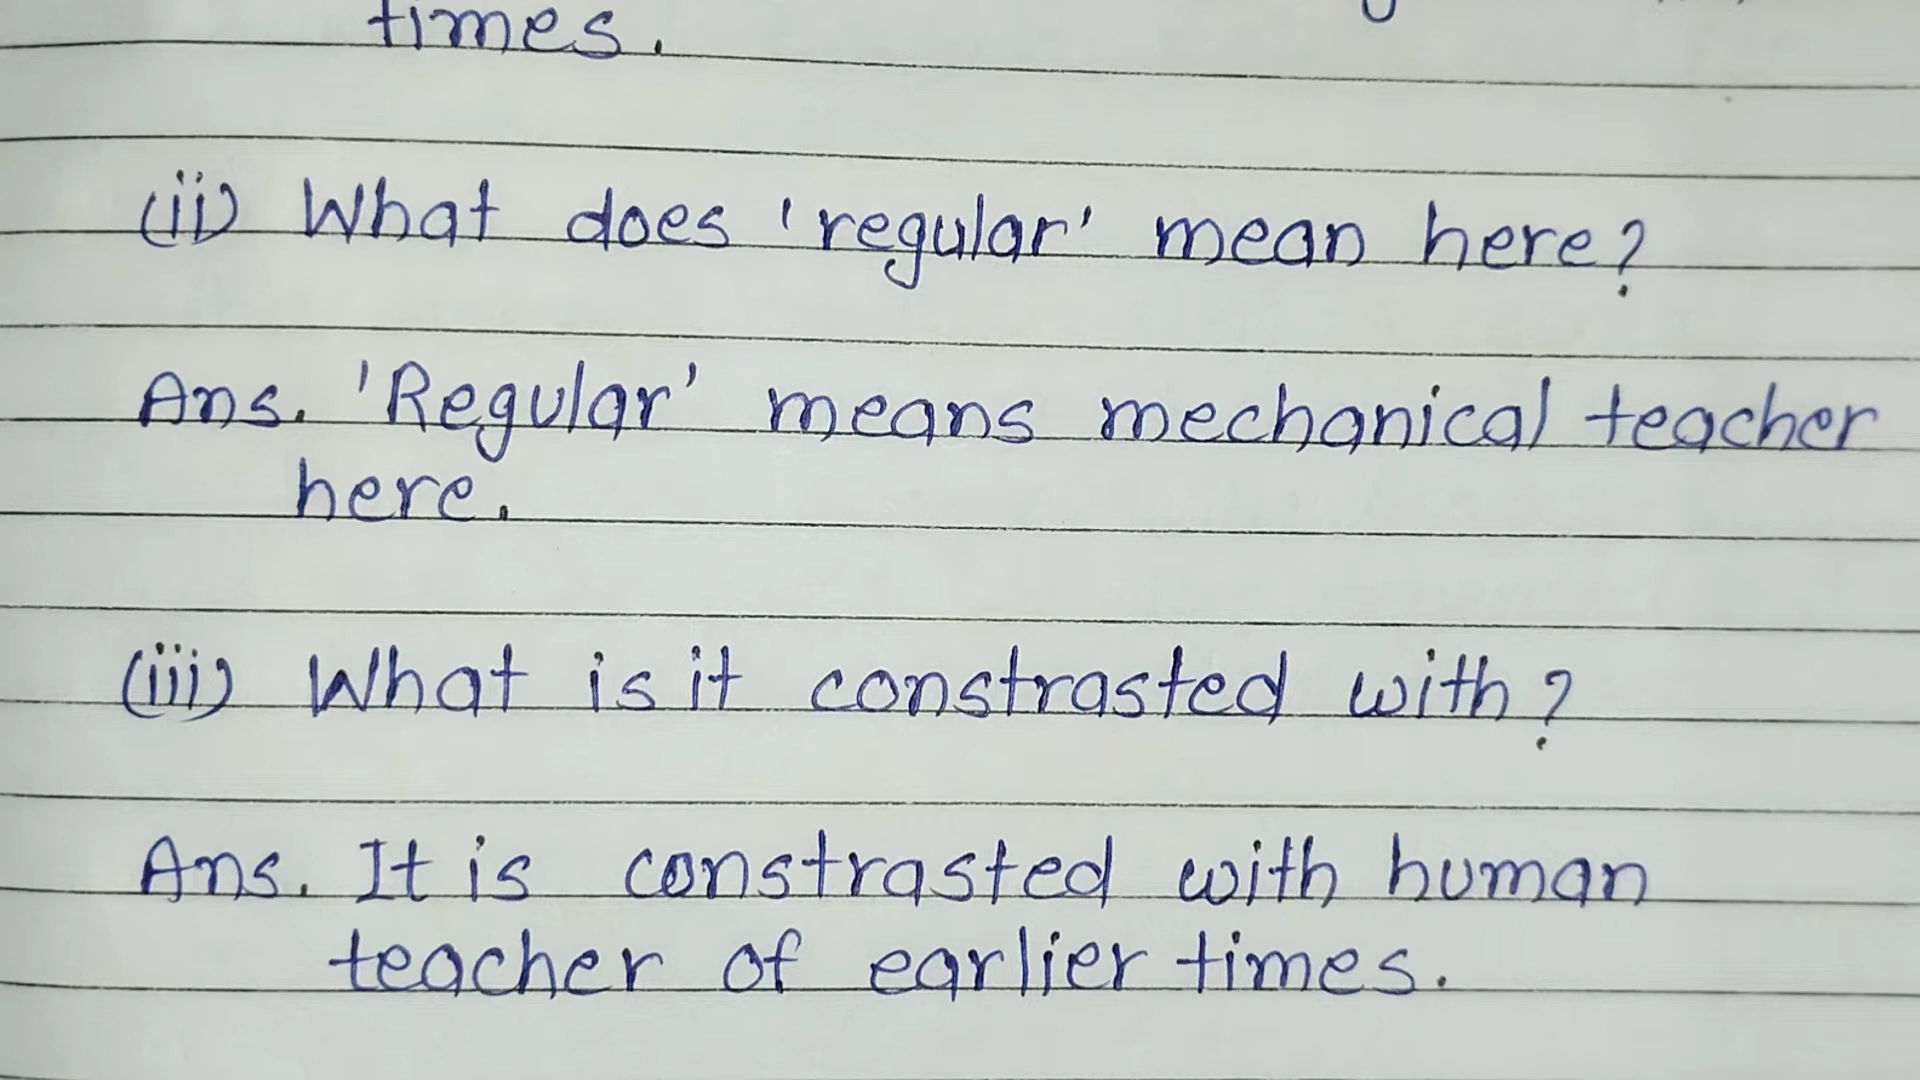 times.
(ii) What does 'regular' mean here?
Ans. 'Regular' means mechanical teacher
here.
(iii) What is it constrasted with?
Ans. It is constrasted with human
teacher of earlier times.